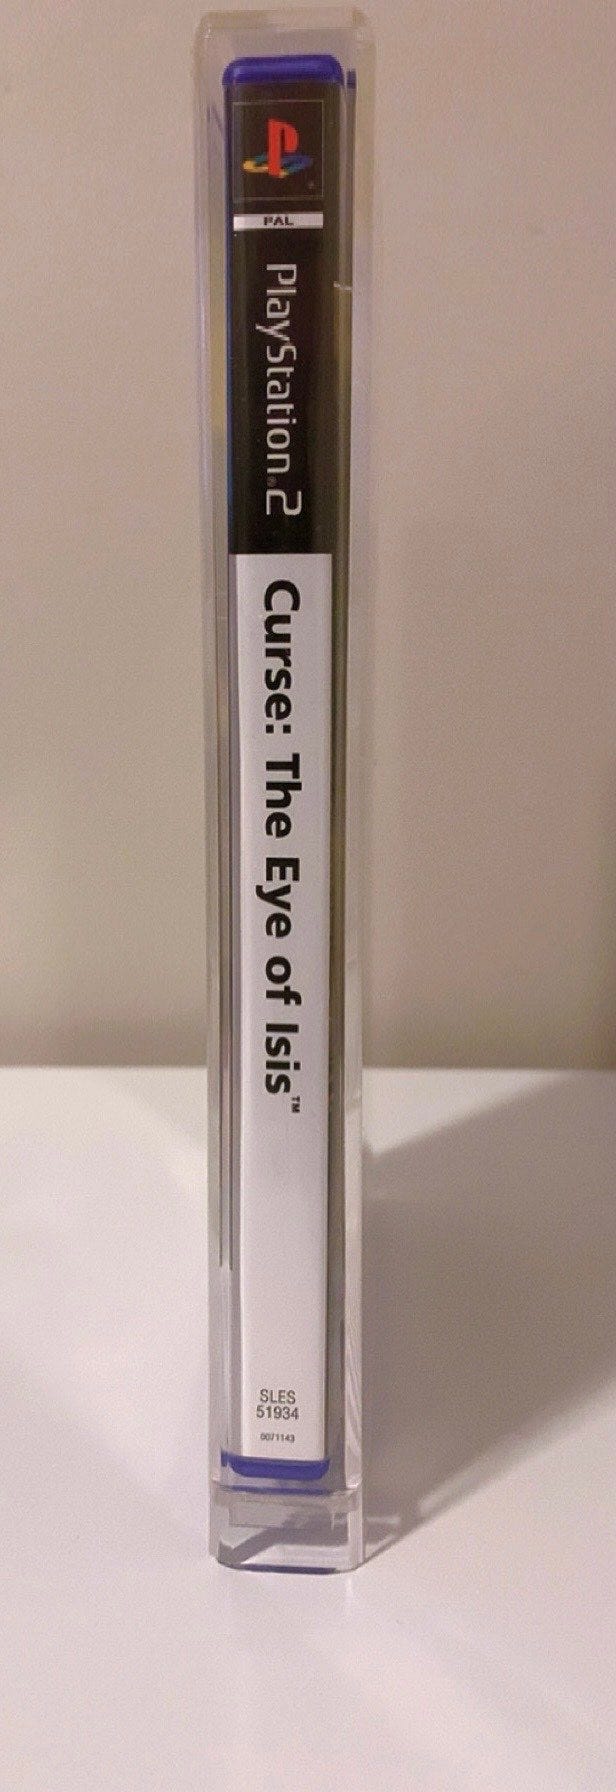 PAL
PlayStation®2
Curse: The Eye of Isis™
SLES
51934
0071143